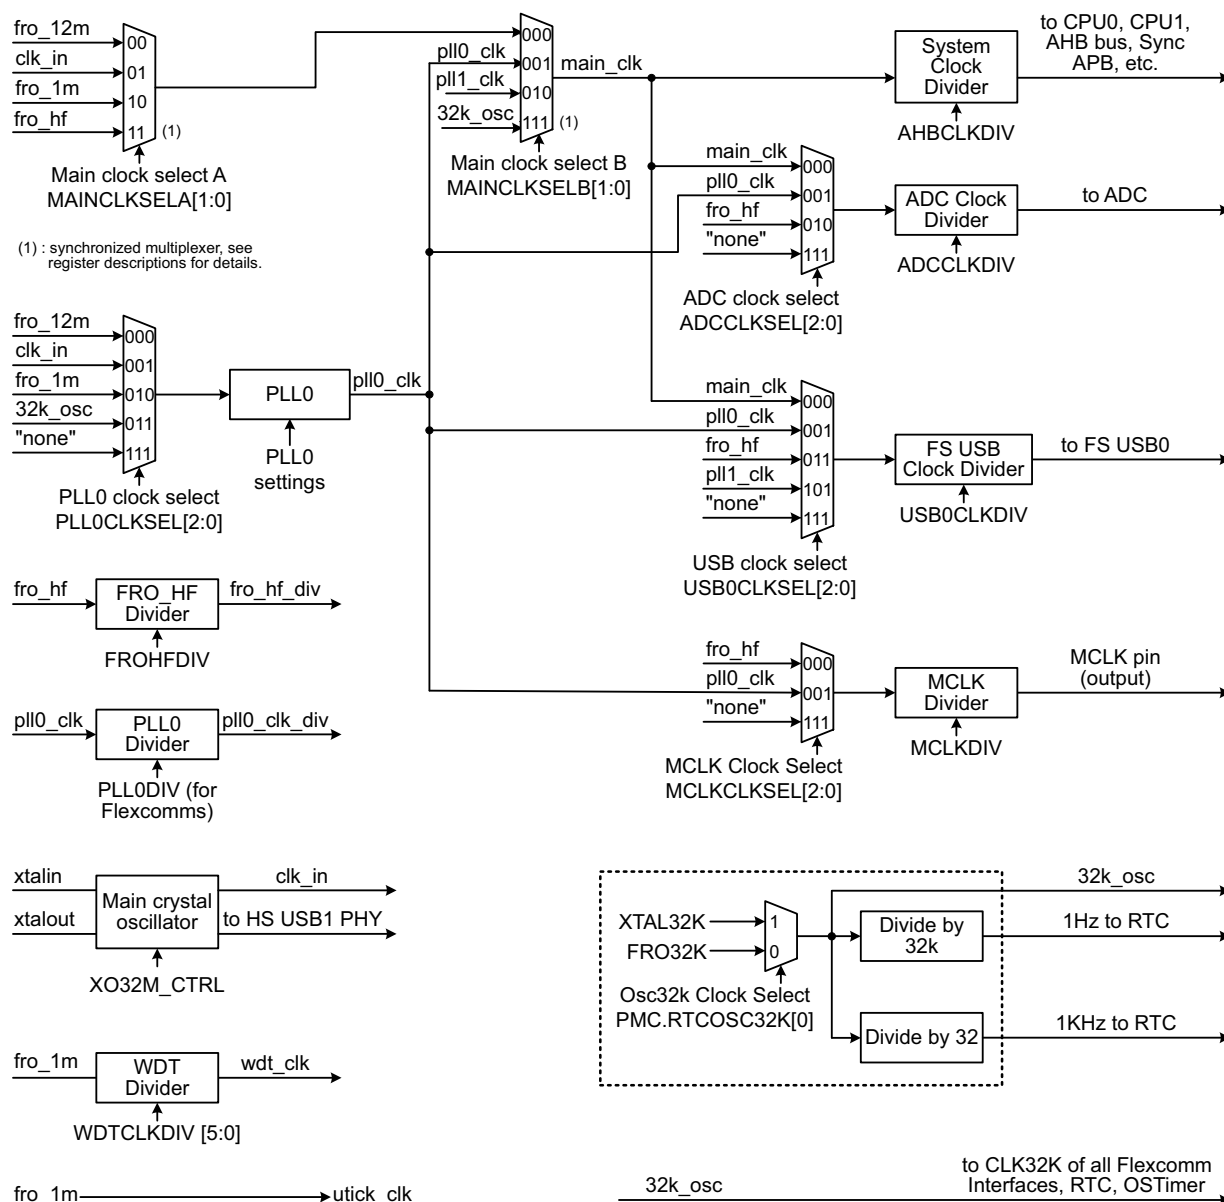 fro_12m
clk_in
fro_1m
fro_hf
00
01
10
11
(1)
Main clock select A
MAINCLKSELA[1:0]
(1) : synchronized multiplexer, see
register descriptions for details.
pll0_clk
pll1_clk
32k_osc
000
001
010
111
(1)
Main clock select B
MAINCLKSELB[1:0]
main_clk
System
Clock
Divider
AHBCLKDIV
to CPU0, CPU1,
AHB bus, Sync
APB, etc.
main_clk
pll0_clk
fro_hf
"none"
000
001
010
111
ADC clock select
ADCCLKSEL[2:0]
ADC Clock
Divider
ADCCLKDIV
to ADC
fro_12m
clk_in
fro_1m
32k_osc
"none"
000
001
010
011
111
PLL0 clock select
PLL0CLKSEL[2:0]
PLL0
PLL0
settings
pll0_clk
main_clk
pll0_clk
fro_hf
pll1_clk
"none"
000
001
011
101
111
USB clock select
USB0CLKSEL[2:0]
FS USB
Clock Divider
USB0CLKDIV
to FS USB0
fro_hf
FRO_HF
Divider
fro_hf_div
FROHFDIV
fro_hf
pll0_clk
"none"
000
001
111
MCLK Clock Select
MCLKCLKSEL[2:0]
MCLK
Divider
MCLKDIV
MCLK pin
(output)
pll0_clk
PLL0
Divider
pll0_clk_div
PLL0DIV (for
Flexcomms)
xtalin
xtalout
Main crystal
oscillator
clk_in
to HS USB1 PHY
XO32M_CTRL
XTAL32K
FRO32K
1
0
Osc32k Clock Select
PMC.RTCOSC32K[0]
Divide by
32k
Divide by 32
32k_osc
1Hz to RTC
1KHz to RTC
fro_1m
WDT
Divider
wdt_clk
WDTCLKDIV [5:0]
fro_1m
utick_clk
32k_osc
to CLK32K of all Flexcomm
Interfaces, RTC, OSTimer